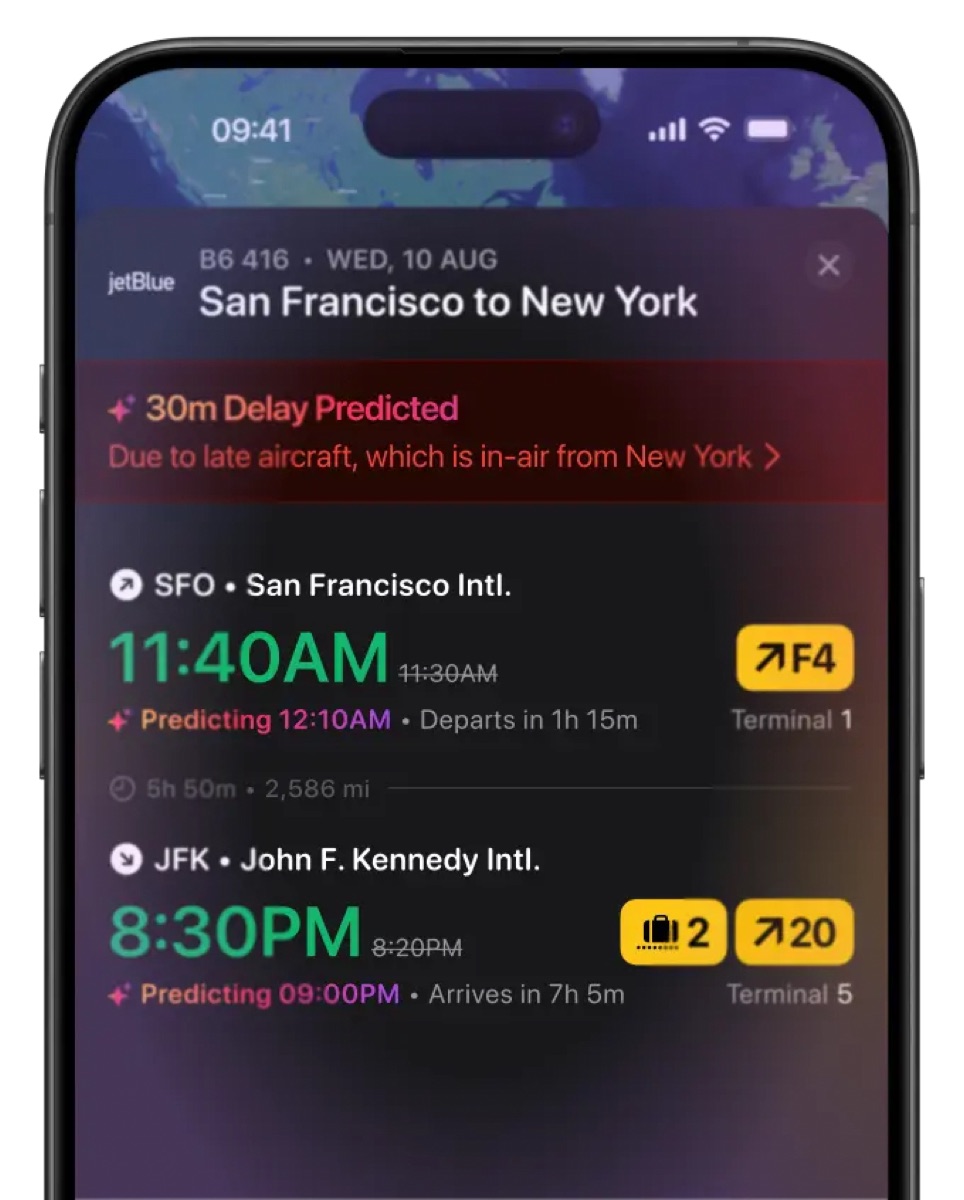 09:41
jetBlue
B6 416 • WED, 10 AUG
San Francisco to New York
30m Delay Predicted
Due to late aircraft, which is in-air from New York
SFO • San Francisco Intl.
11:40AM 11:30AM
F4
Predicting 12:10AM • Departs in 1h 15m
Terminal 1
5h 50m • 2,586 mi
JFK • John F. Kennedy Intl.
8:30PM 8:20PM
2
20
Predicting 09:00PM • Arrives in 7h 5m
Terminal 5